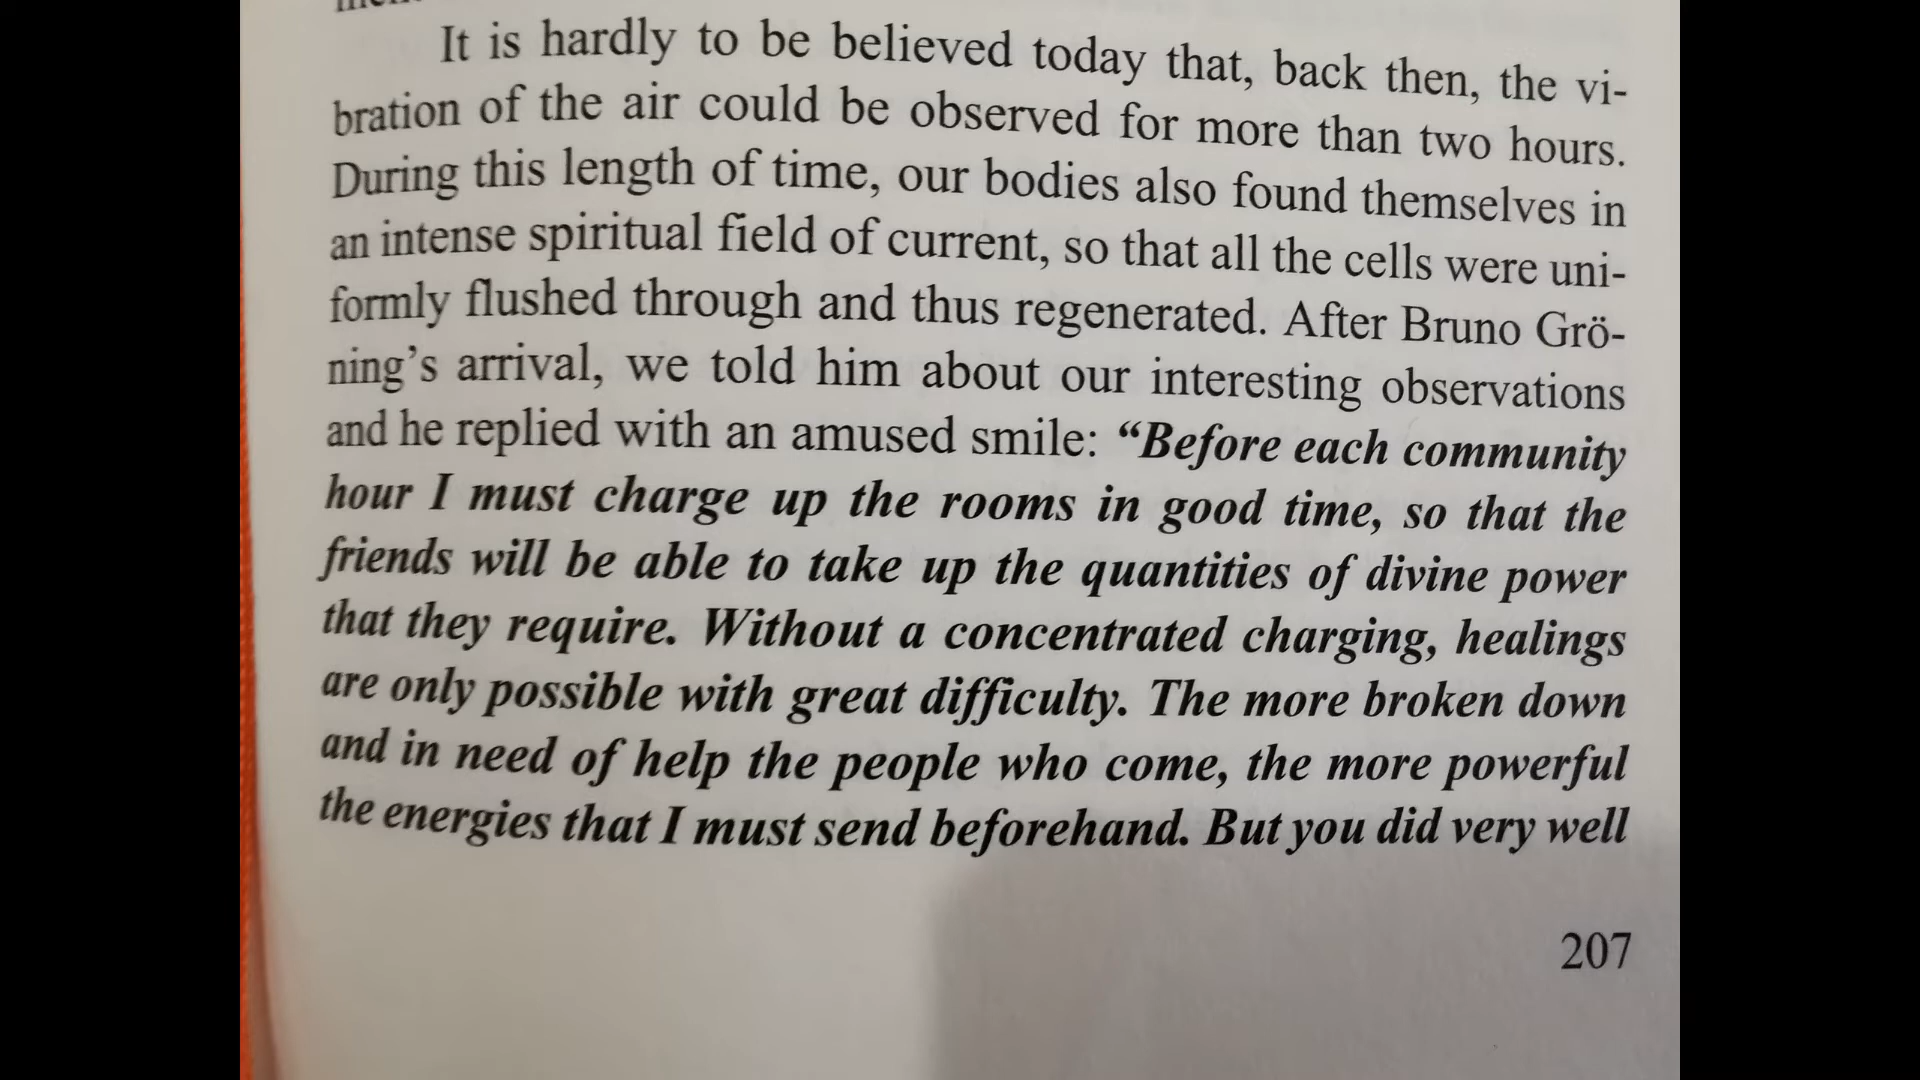 It is hardly to be believed today that, back then, the vi-
bration of the air could be observed for more than two hours.
During this length of time, our bodies also found themselves in
an intense spiritual field of current, so that all the cells were uni-
formly flushed through and thus regenerated. After Bruno Grö-
ning’s arrival, we told him about our interesting observations
and he replied with an amused smile: “Before each community
hour I must charge up the rooms in good time, so that the
friends will be able to take up the quantities of divine power
that they require. Without a concentrated charging, healings
are only possible with great difficulty. The more broken down
and in need of help the people who come, the more powerful
the energies that I must send beforehand. But you did very well
207